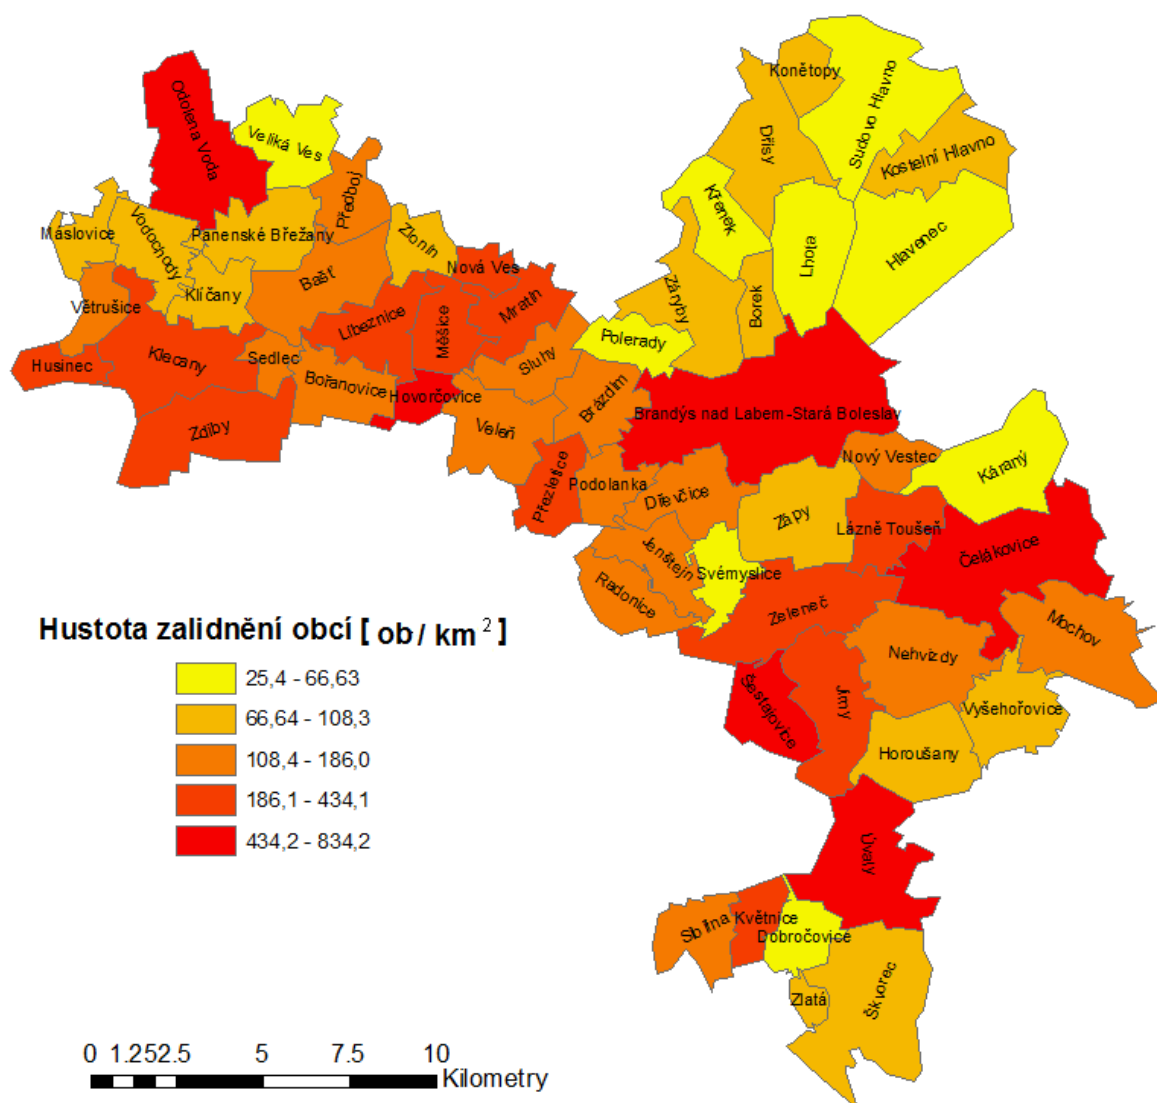 Konětopy
Sudovo Hlavno
Odolena Voda
Dřísy
Veliká Ves
Kostelní Hlavno
Předboj
Křenek
Máslovice
Vodochody
Panenské Břežany
Zlonín
Lhota
Hlavenec
Nová Ves
Bašť
Klíčany
Záryby
Borek
Větrušice
Mratín
Líbeznice
Měšice
Polerady
Klecany
Sedlec
Sluhy
Husinec
Bořanovice
Hovorčovice
Brázdim
Brandýs nad Labem-Stará Boleslav
Zdiby
Veleň
Nový Vestec
Káraný
Přezletice
Podolanka
Dřevčice
Zápy
Lázně Toušeň
Čelákovice
Jenštejn
Svémyslice
Radonice
Zeleneč
Mochov
Hustota zalidnění obcí [ ob / km 2 ]
Nehvizdy
25,4 - 66,63
Šestajovice
Jirny
Vyšehořovice
66,64 - 108,3
Horoušany
108,4 - 186,0
186,1 - 434,1
434,2 - 834,2
Úvaly
Sibřina
Květnice
Dobročovice
Škvorec
Zlatá
0 1.252.5 5 7.5 10
Kilometry